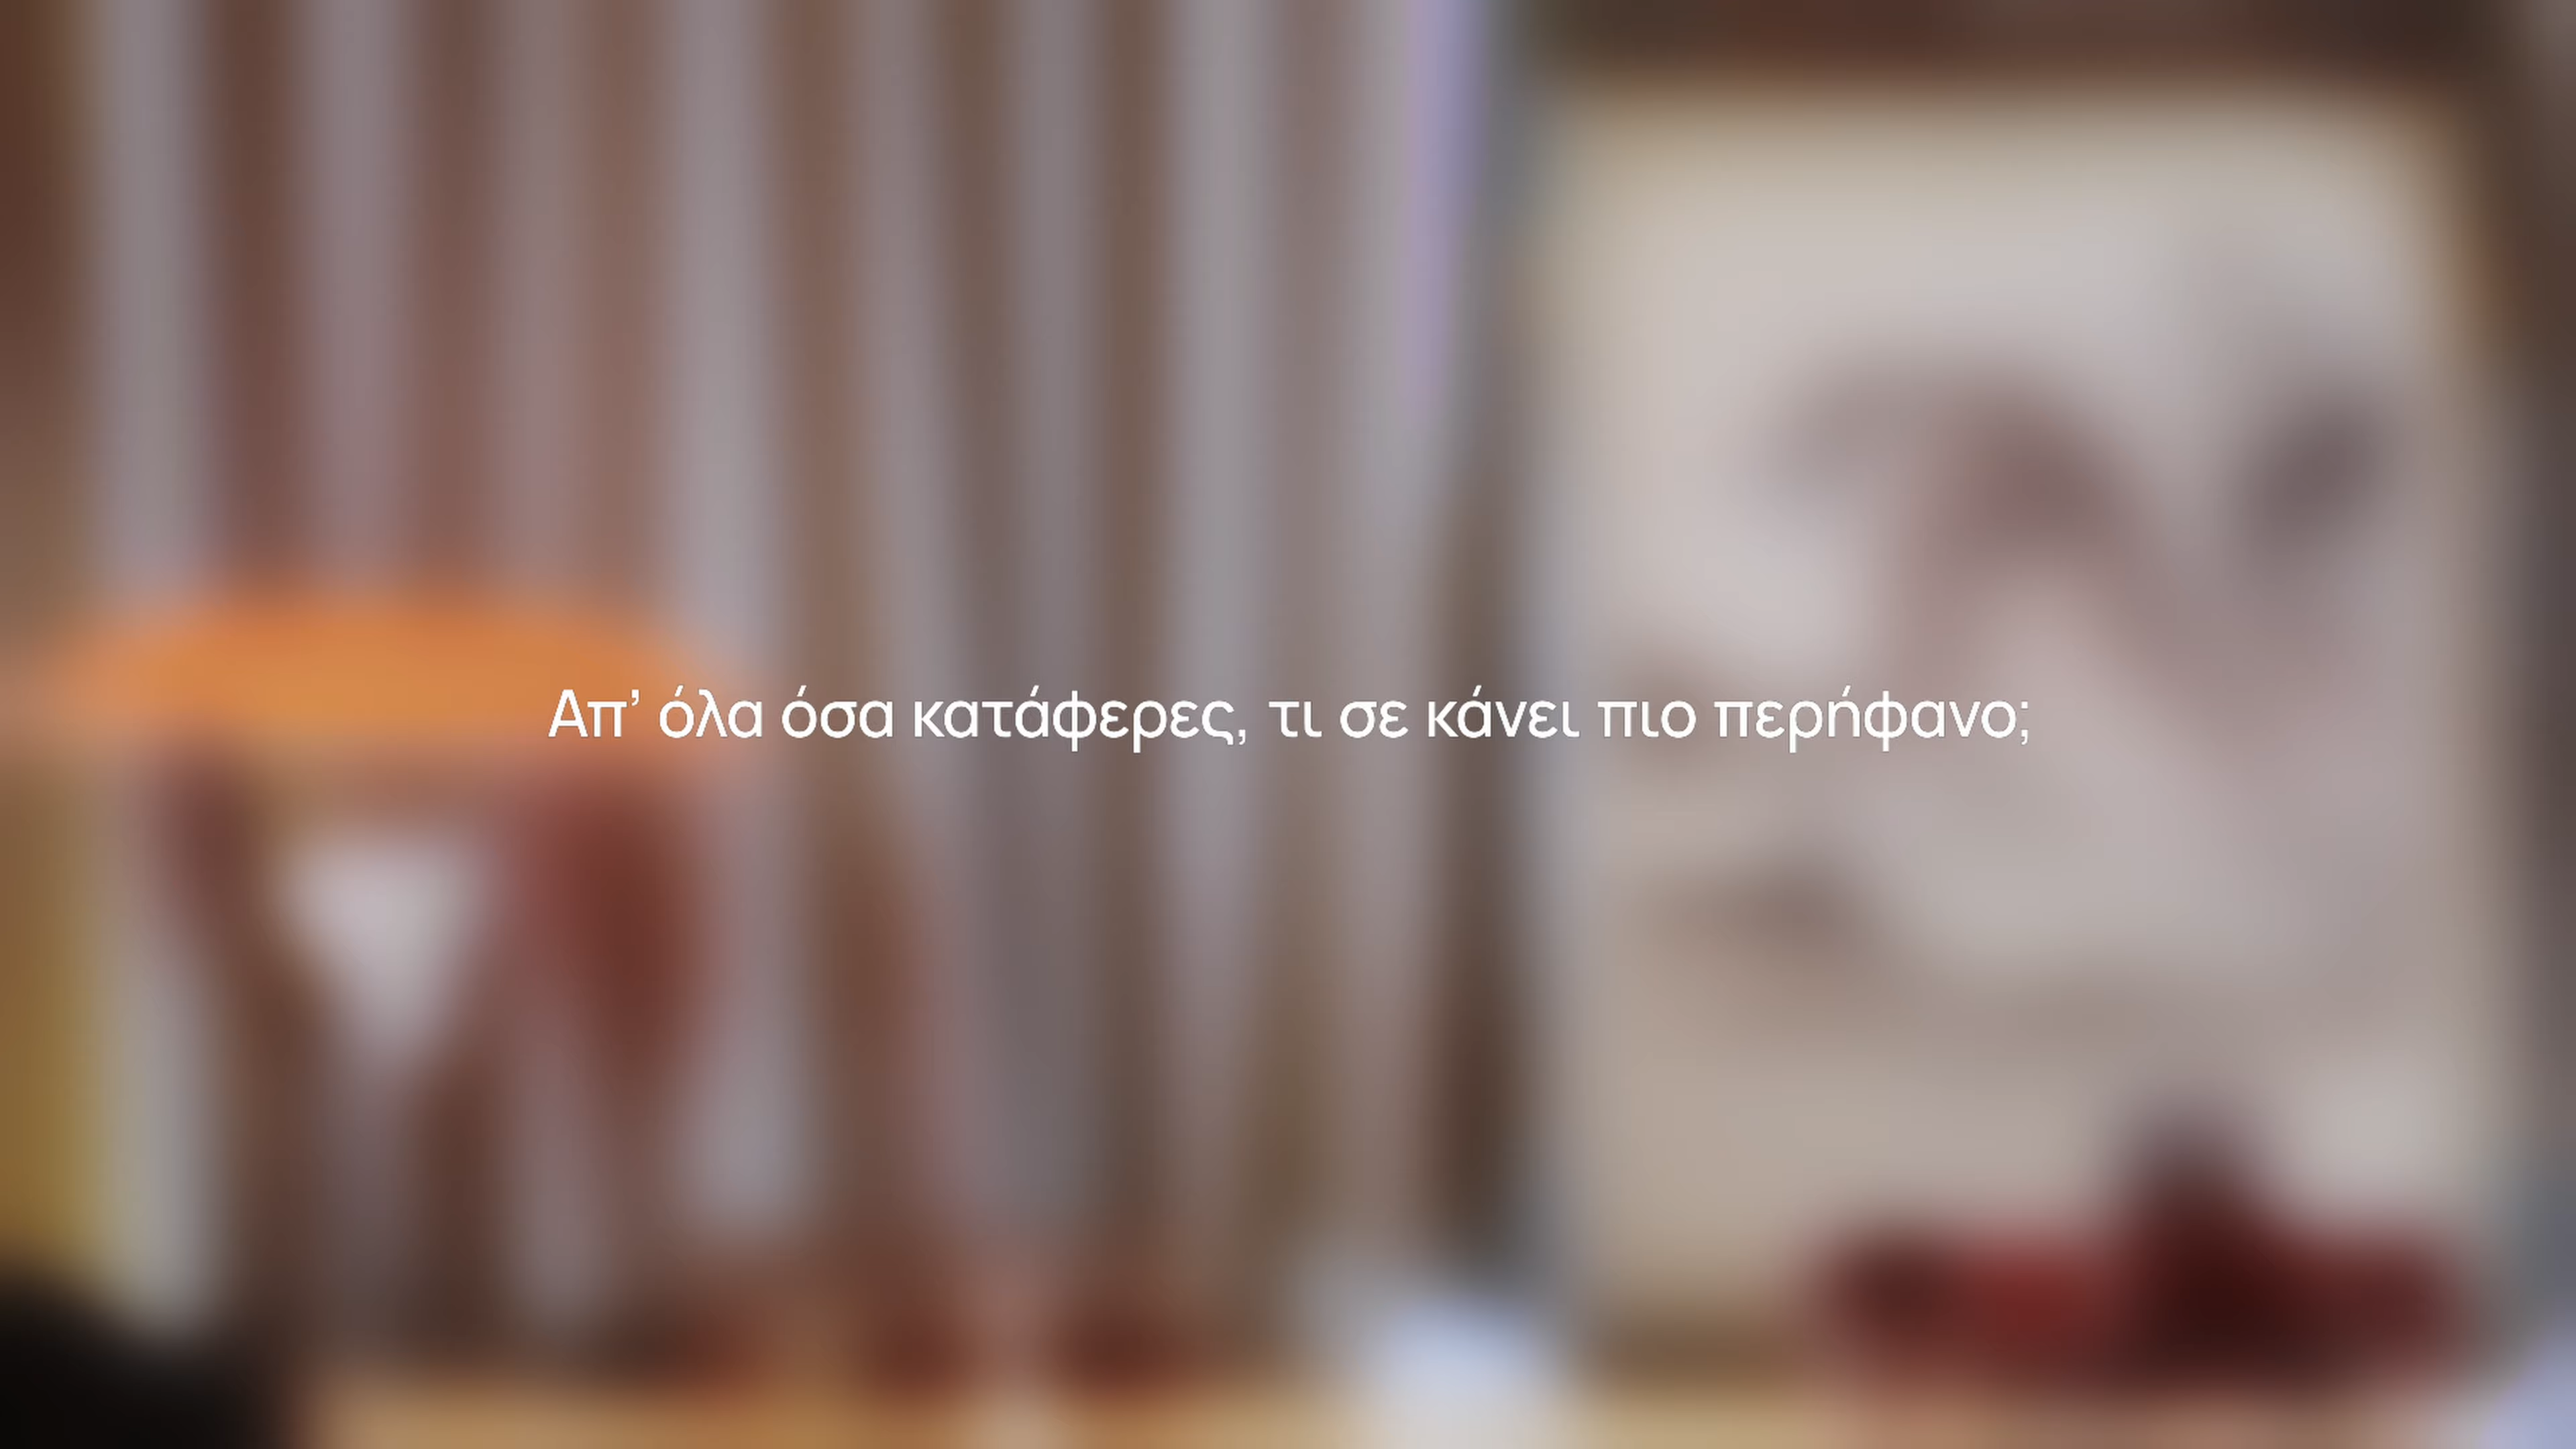 Απ’ όλα όσα κατάφερες, τι σε κάνει πιο περήφανο;